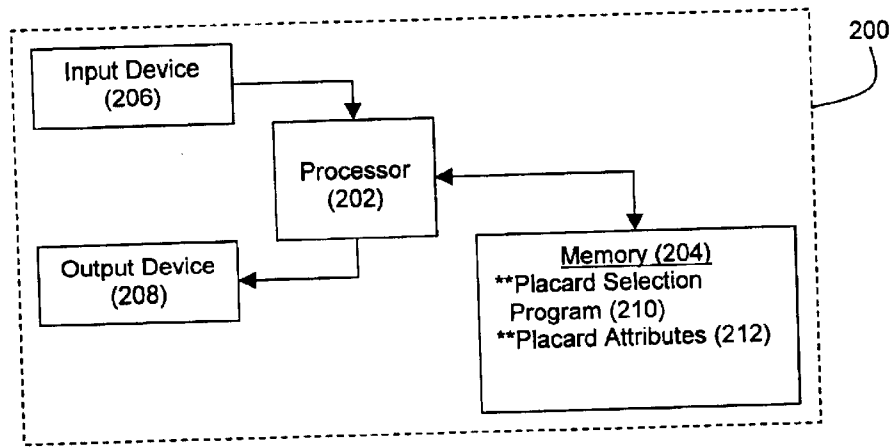 200
Input Device
(206)
Processor
(202)
Output Device
(208)
Memory (204)
**Placard Selection
Program (210)
**Placard Attributes (212)